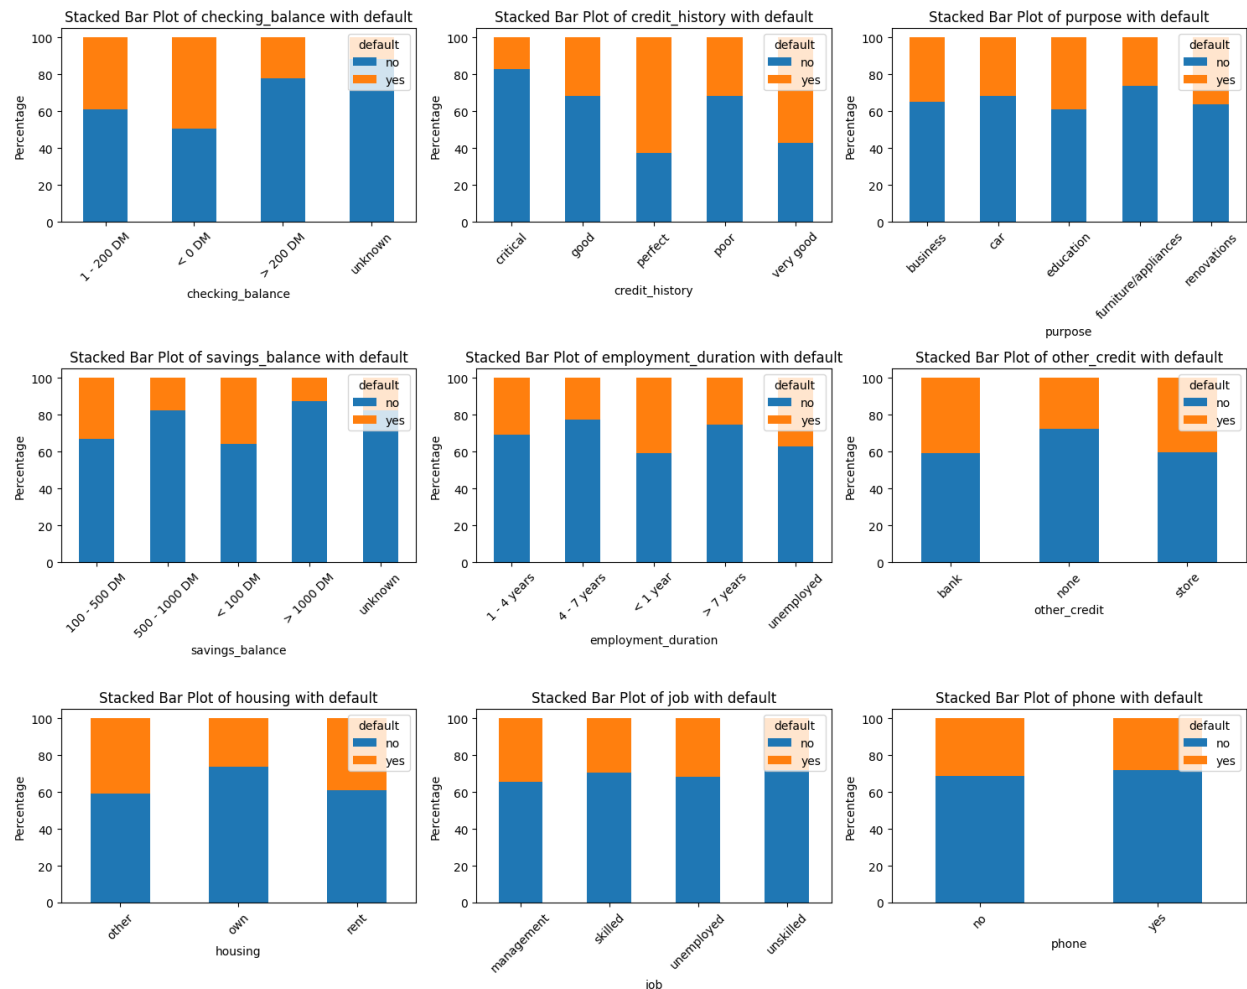 Stacked Bar Plot of checking_balance with default
Percentage
100
80
60
40
20
0
default
no
yes
1 - 200 DM
< 0 DM
> 200 DM
unknown
checking_balance
Stacked Bar Plot of credit_history with default
Percentage
100
80
60
40
20
0
default
no
yes
critical
good
perfect
poor
very good
credit_history
Stacked Bar Plot of purpose with default
Percentage
100
80
60
40
20
0
default
no
yes
business
car
education
furniture/appliances
renovations
purpose
Stacked Bar Plot of savings_balance with default
Percentage
100
80
60
40
20
0
default
no
yes
100 - 500 DM
500 - 1000 DM
< 100 DM
> 1000 DM
unknown
savings_balance
Stacked Bar Plot of employment_duration with default
Percentage
100
80
60
40
20
0
default
no
yes
1 - 4 years
4 - 7 years
< 1 year
> 7 years
unemployed
employment_duration
Stacked Bar Plot of other_credit with default
Percentage
100
80
60
40
20
0
default
no
yes
bank
none
store
other_credit
Stacked Bar Plot of housing with default
Percentage
100
80
60
40
20
0
default
no
yes
other
own
rent
housing
Stacked Bar Plot of job with default
Percentage
100
80
60
40
20
0
default
no
yes
management
skilled
unemployed
unskilled
job
Stacked Bar Plot of phone with default
Percentage
100
80
60
40
20
0
default
no
yes
no
yes
phone